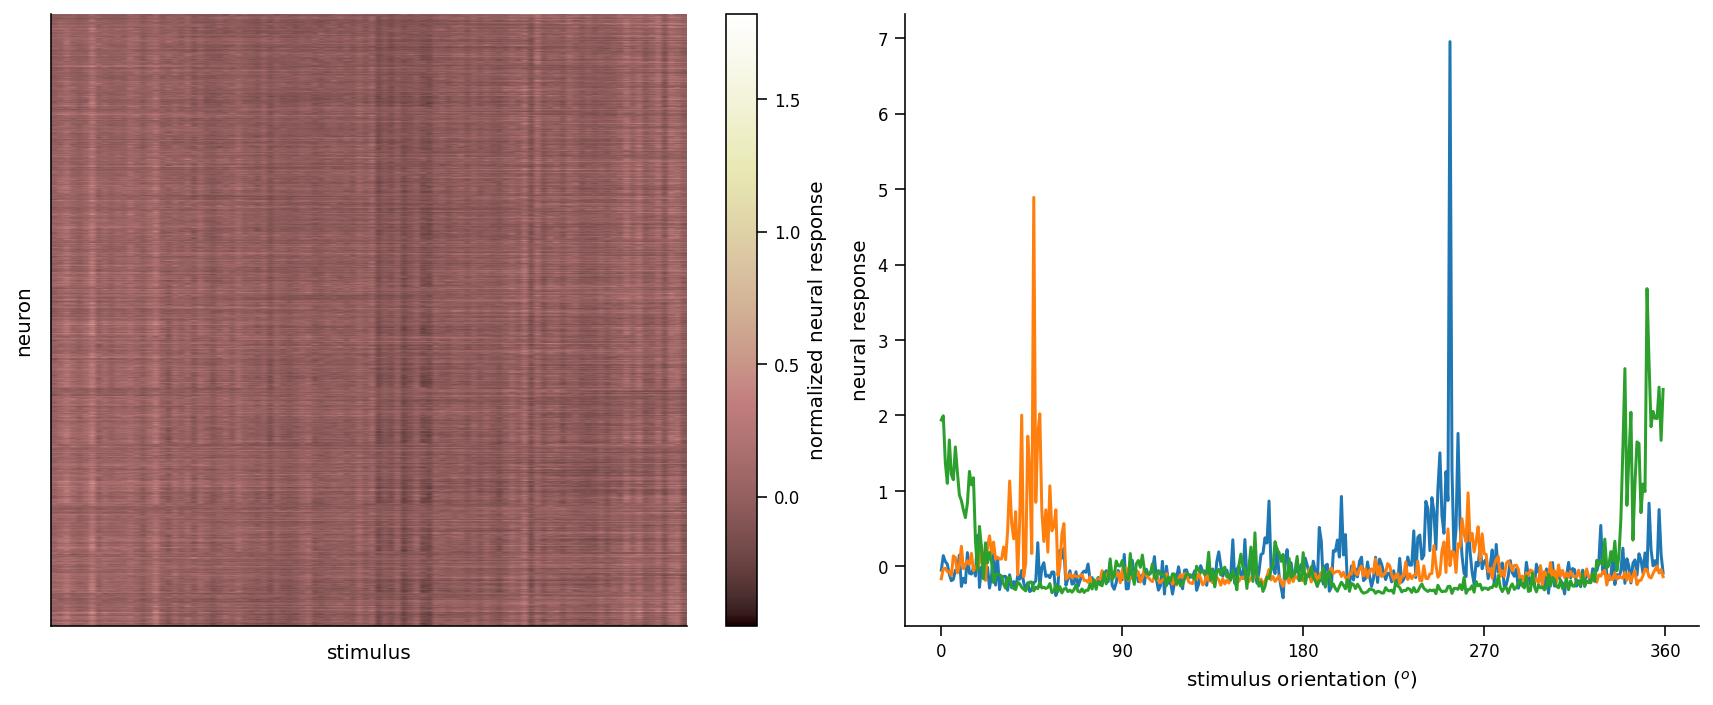 neuron
stimulus
1.5
1.0
0.5
0.0
normalized neural response
neural response
7
6
5
4
3
2
1
0
0 90 180 270 360
stimulus orientation (°)